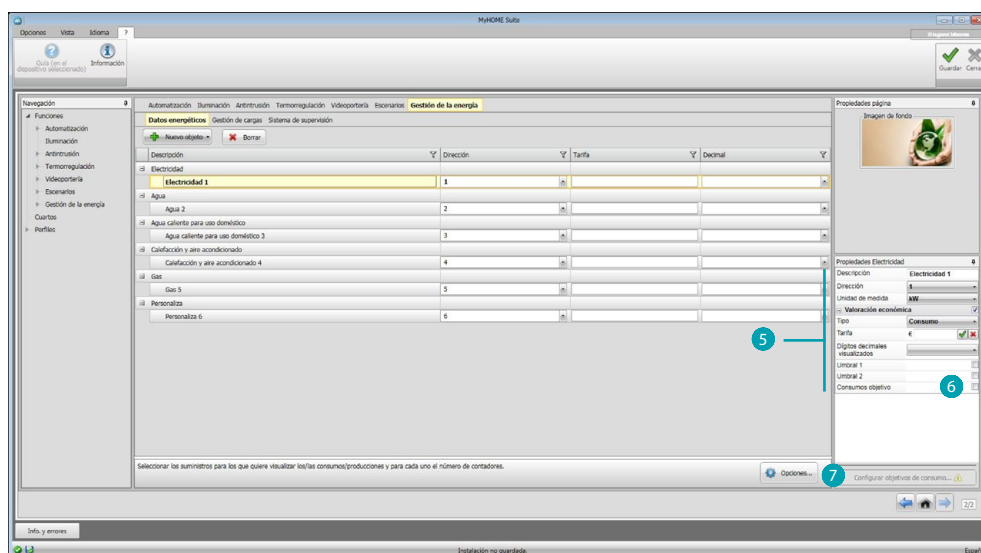 MyHOME Suite
Opciones Vista Idioma ?
Guía (en el dispositivo seleccionado)
Información
Guardar Cerra
Navegación
Funciones
Automatización
Iluminación
Antintrusión
Termorregulación
Videoportería
Escenarios
Gestión de la energía
Cuartos
Perfiles
Automatización Iluminación Antintrusión Termorregulación Videoportería Escenarios Gestión de la energía
Datos energéticos Gestión de cargas Sistema de supervisión
Nuevo objeto Borrar
Descripción Dirección Tarifa Decimal
Electricidad
Electricidad 1 1
Agua
Agua 2 2
Agua caliente para uso doméstico
Agua caliente para uso doméstico 3 3
Calefacción y aire acondicionado
Calefacción y aire acondicionado 4 4
Gas
Gas 5 5
Personaliza
Personaliza 6 6
Seleccionar los suministros para los que quiere visualizar los/las consumos/producciones y para cada uno el número de contadores.
Opciones...
Propiedades página
Imagen de fondo
Propiedades Electricidad
Descripción Electricidad 1
Dirección 1
Unidad de medida kW
Valoración económica
Tipo Consumo
Tarifa €
Dígitos decimales
visualizados
Umbral 1
Umbral 2
Consumos objetivo
5
6
7
Configurar objetivos de consumo...
2/2
Info. y errores
Instalación no guardada.
Españ